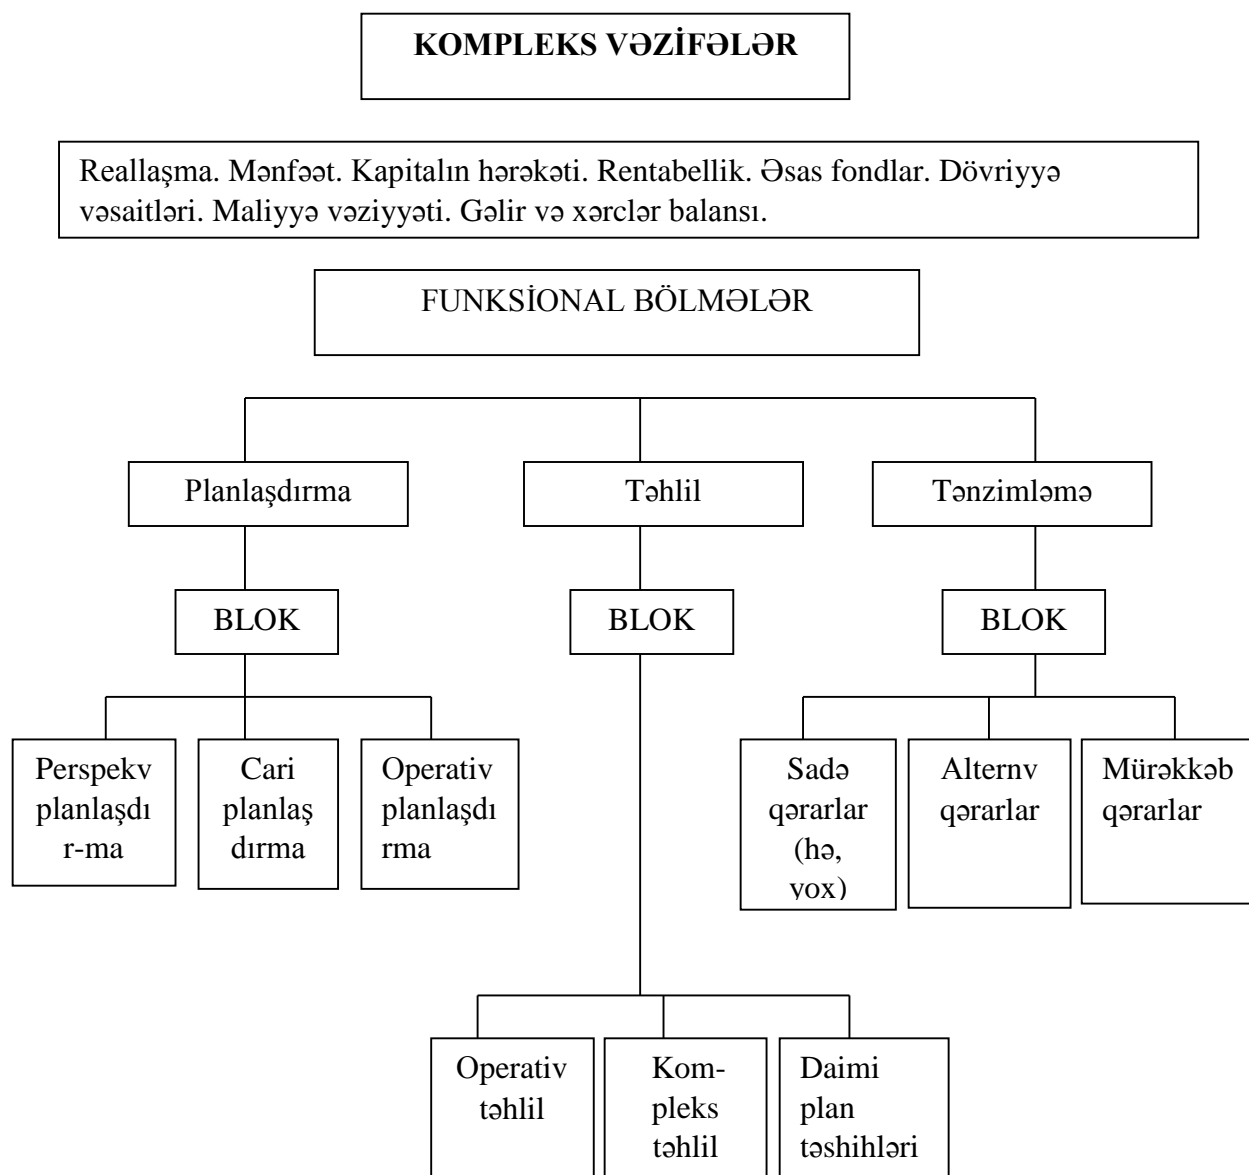 KOMPLEKS VƏZİFƏLƏR
Reallaşma. Mənfəət. Kapitalın hərəkəti. Rentabellik. Əsas fondlar. Dövriyyə
vəsaitləri. Maliyyə vəziyyəti. Gəlir və xərclər balansı.
FUNKSİONAL BÖLMƏLƏR
Planlaşdırma
Təhlil
Tənzimləmə
BLOK
BLOK
BLOK
Perspekv
planlaşdı
r-ma
Cari
planlaş
dırma
Operativ
planlaşdı
rma
Sadə
qərarlar
(hə,
yox)
Alternv
qərarlar
Mürəkkəb
qərarlar
Operativ
təhlil
Kom-
pleks
təhlil
Daimi
plan
təshihləri